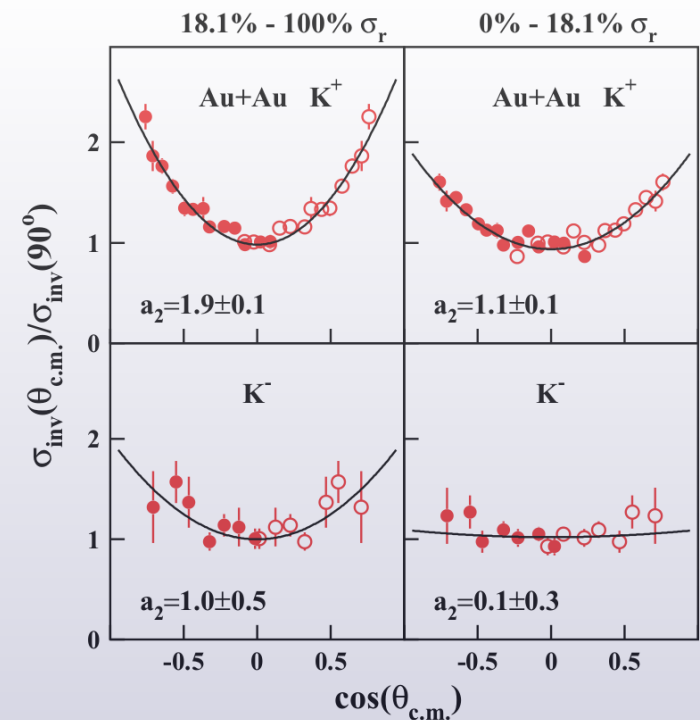 18.1% - 100% σr
0% - 18.1% σr
Au+Au K+
Au+Au K+
2
1
0
a2=1.9±0.1
a2=1.1±0.1
K-
K-
2
1
0
a2=1.0±0.5
a2=0.1±0.3
-0.5 0 0.5
-0.5 0 0.5
cos(θc.m.)
σinv(θc.m.)/σinv(90o)